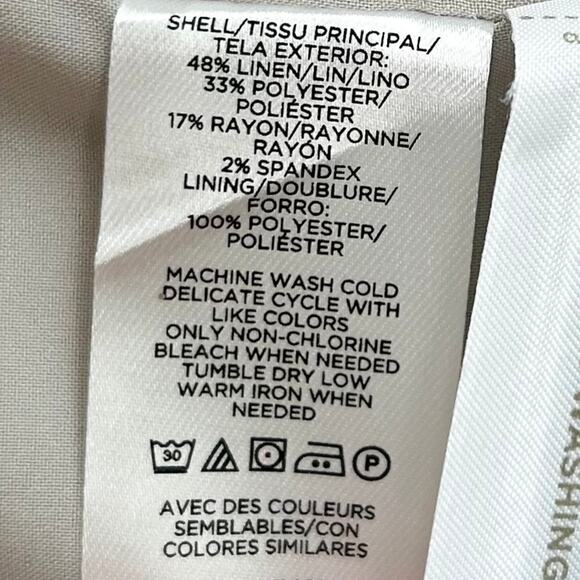 SHELL/TISSU PRINCIPAL/
TELA EXTERIOR:
48% LINEN/LIN/LINO
33% POLYESTER/
POLIÉSTER
17% RAYON/RAYONNE/
RAYÓN
2% SPANDEX
LINING/DOUBLURE/
FORRO:
100% POLYESTER/
POLIÉSTER
MACHINE WASH COLD
DELICATE CYCLE WITH
LIKE COLORS
ONLY NON-CHLORINE
BLEACH WHEN NEEDED
TUMBLE DRY LOW
WARM IRON WHEN
NEEDED
30 P
AVEC DES COULEURS
SEMBLABLES/CON
COLORES SIMILARES
WASHING